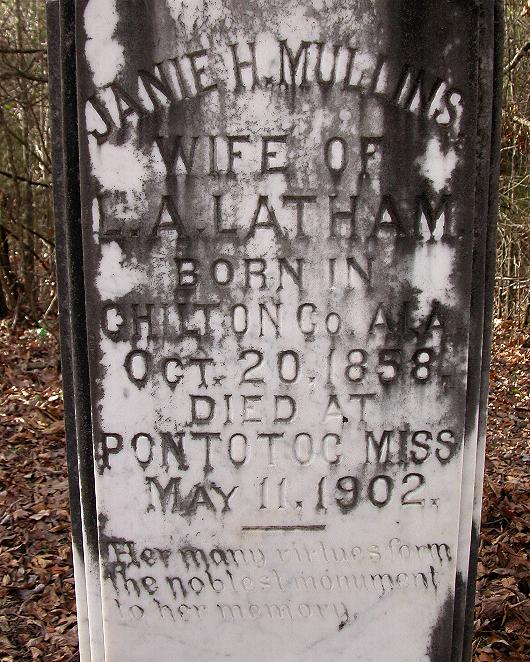 JANIE H. MULLINS
WIFE OF
L. A. LATHAM.
BORN IN
CHILTON Co. ALA.
OCT. 20, 1858,
DIED AT
PONTOTOC MISS
MAY 11, 1902.
Her many virtues form
the noblest monument
to her memory.